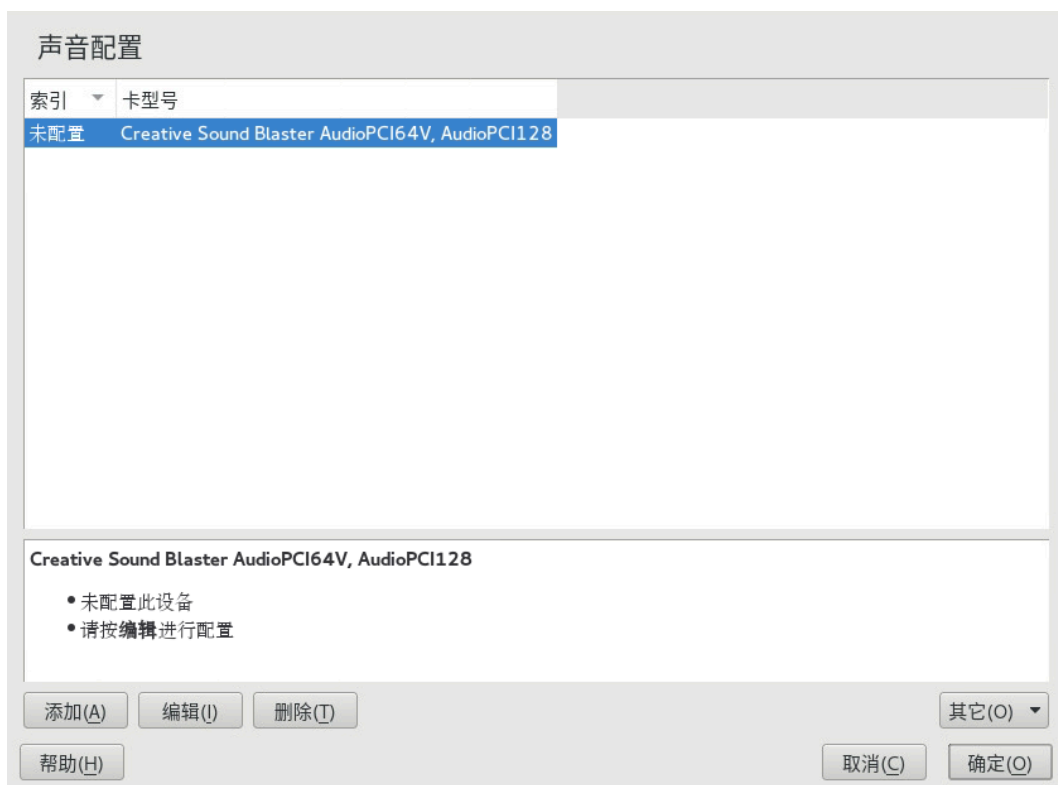 声音配置
索引 卡型号
未配置 Creative Sound Blaster AudioPCI64V, AudioPCI128
Creative Sound Blaster AudioPCI64V, AudioPCI128
• 未配置此设备
• 请按编辑进行配置
添加(A) 编辑(I) 删除(T) 其它(O)
帮助(H) 取消(C) 确定(O)